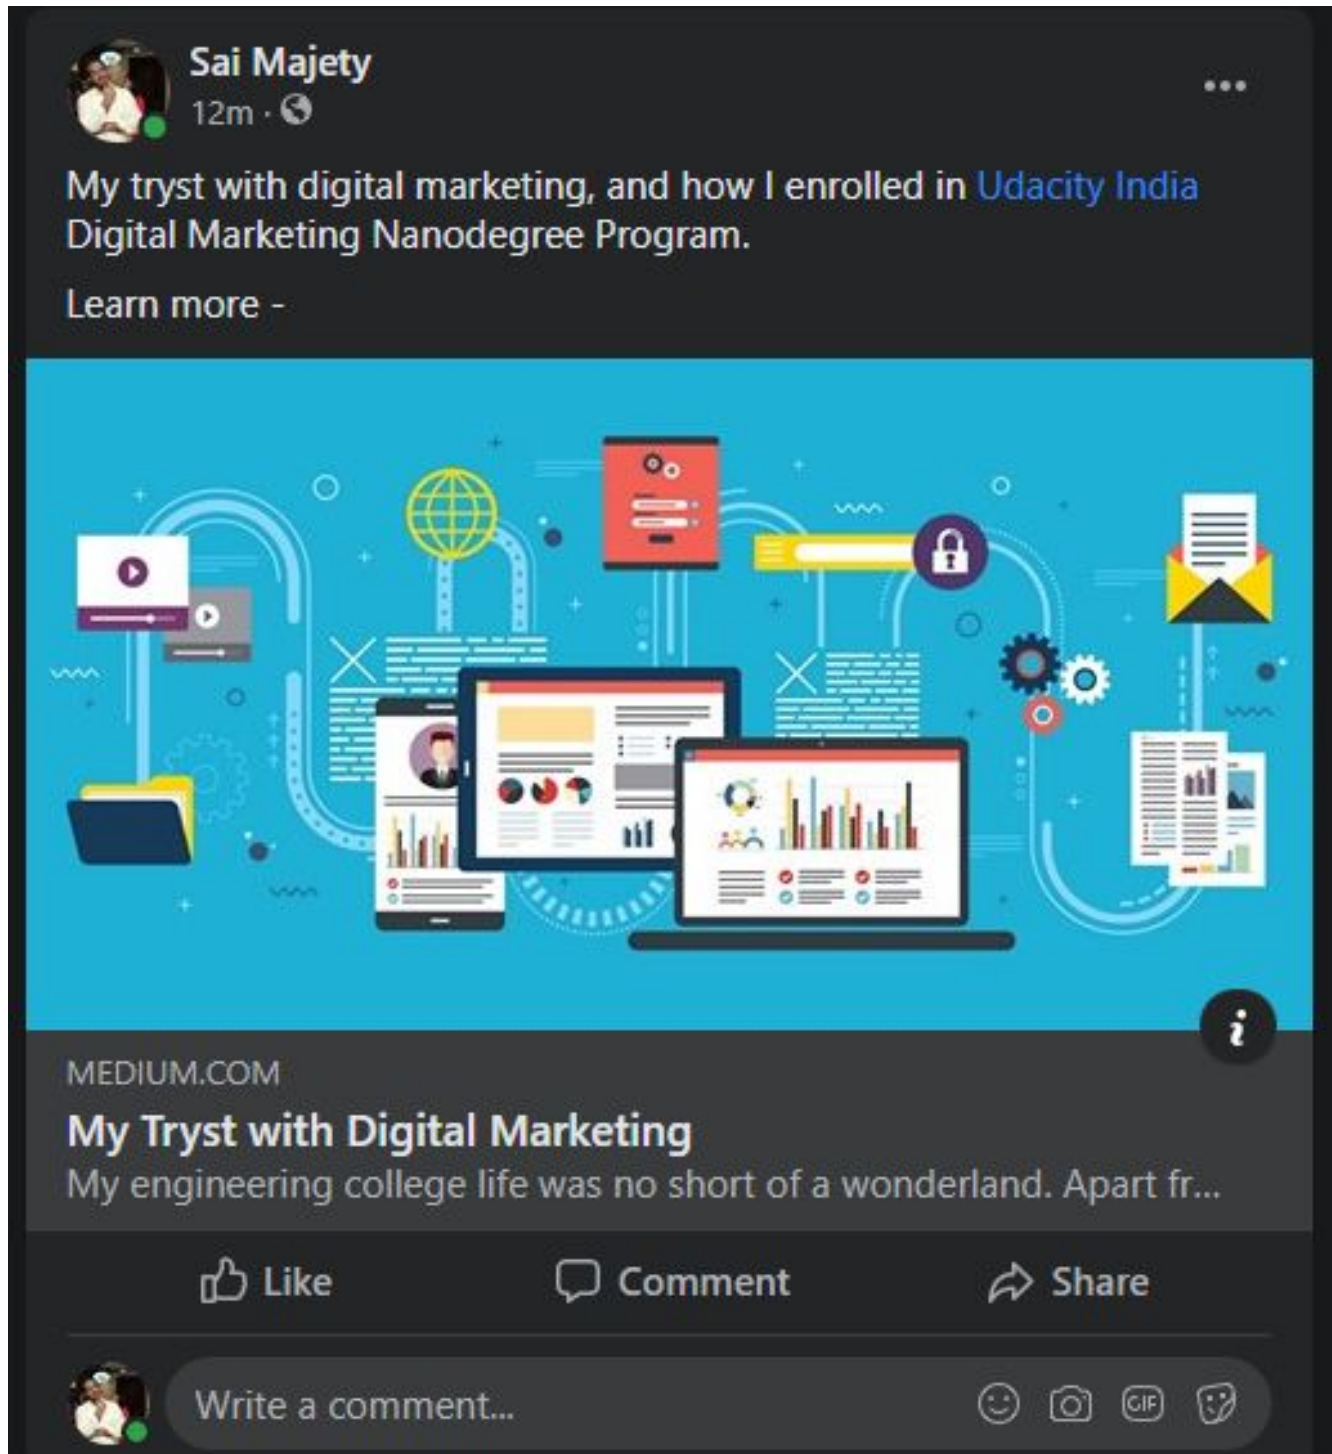 Sai Majety
12m ·
My tryst with digital marketing, and how I enrolled in Udacity India
Digital Marketing Nanodegree Program.
Learn more -
MEDIUM.COM
My Tryst with Digital Marketing
My engineering college life was no short of a wonderland. Apart fr...
Like Comment Share
Write a comment...
GIF